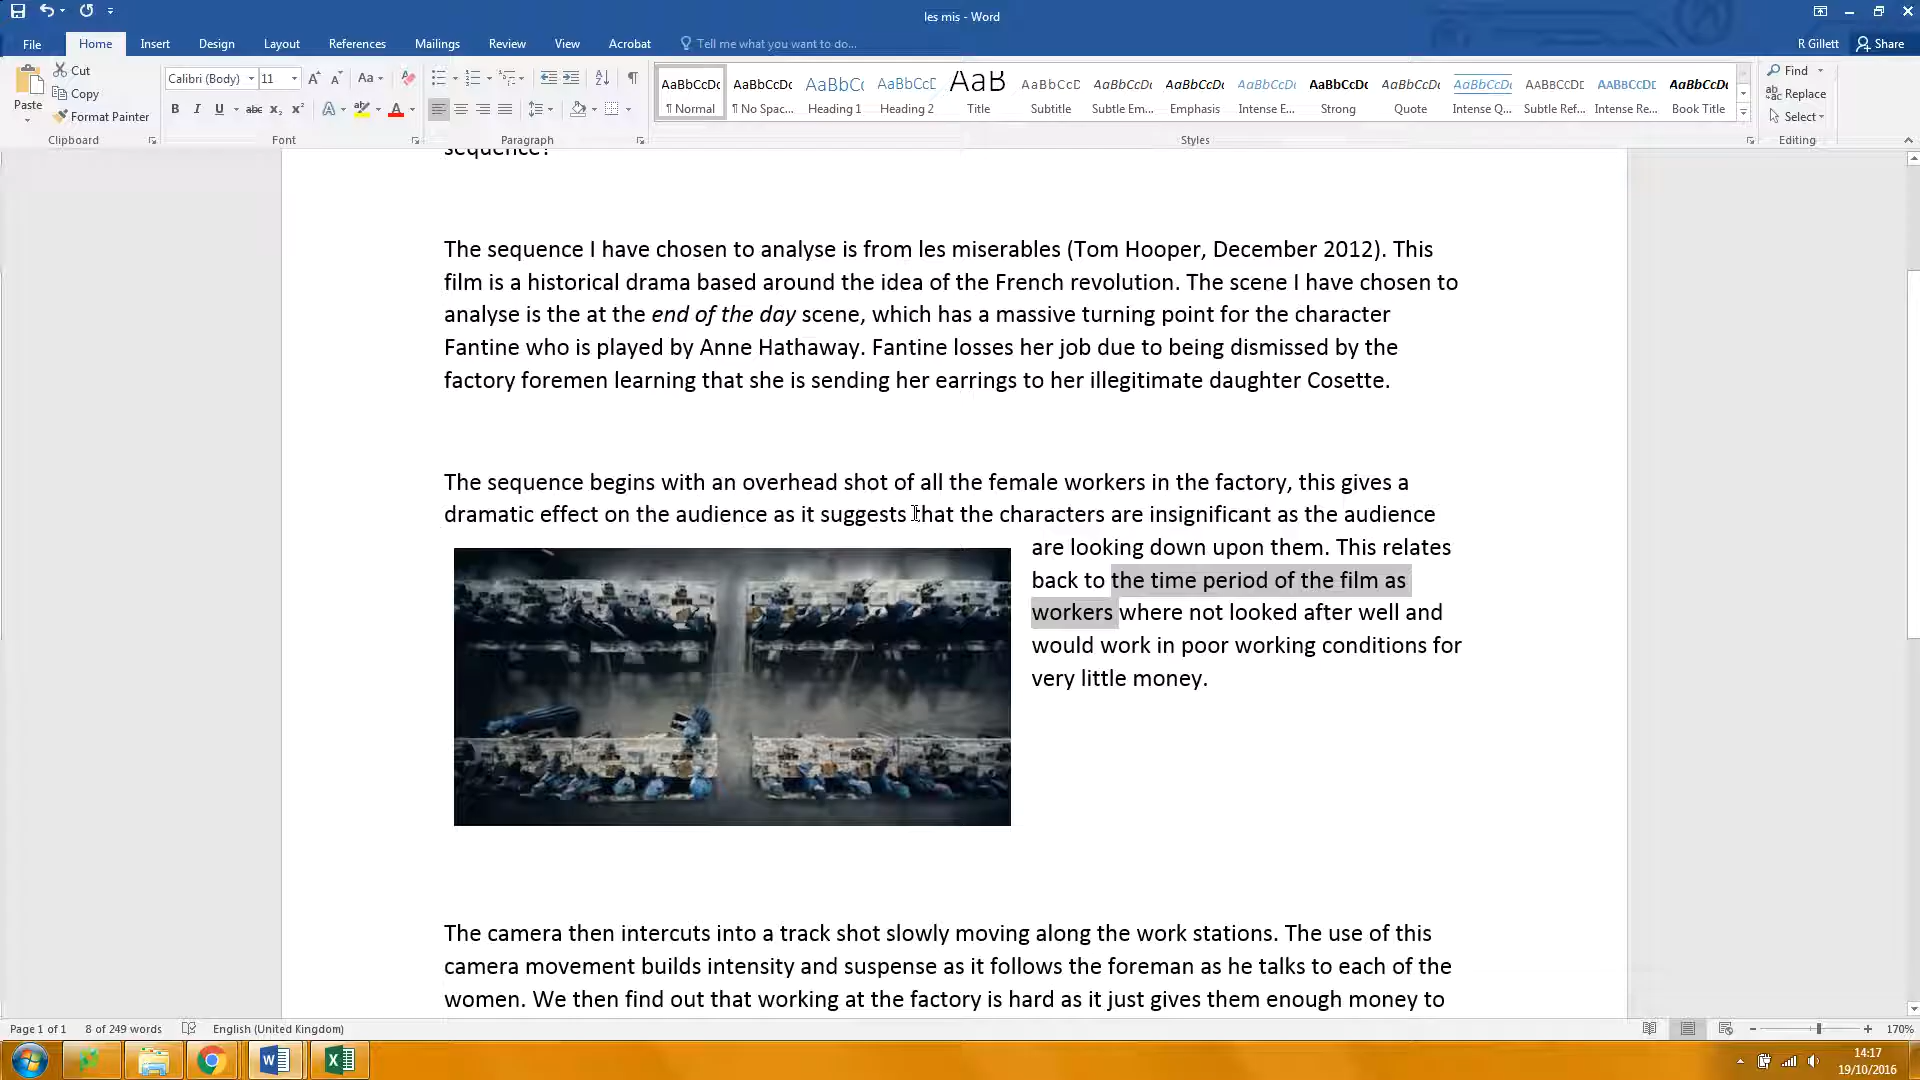 les mis - Word
File Home Insert Design Layout References Mailings Review View Acrobat Tell me what you want to do... R Gillett Share
Paste
Cut
Copy
Format Painter
Calibri (Body) 11
AaBbCcDc AaBbCcDc AaBbCc AaBbCcD AaB AaBbCcD AaBbCcDc AaBbCcDc AaBbCcDc AaBbCcDc AaBbCcDc AaBbCcDc AABBCCDD AABBCCDD AaBbCcDc
¶ Normal ¶ No Spac... Heading 1 Heading 2 Title Subtitle Subtle Em... Emphasis Intense E... Strong Quote Intense Q... Subtle Ref... Intense Re... Book Title
Find
Replace
Select
Clipboard Font Paragraph Styles Editing
sequence?
The sequence I have chosen to analyse is from les miserables (Tom Hooper, December 2012). This
film is a historical drama based around the idea of the French revolution. The scene I have chosen to
analyse is the at the end of the day scene, which has a massive turning point for the character
Fantine who is played by Anne Hathaway. Fantine losses her job due to being dismissed by the
factory foremen learning that she is sending her earrings to her illegitimate daughter Cosette.
The sequence begins with an overhead shot of all the female workers in the factory, this gives a
dramatic effect on the audience as it suggests that the characters are insignificant as the audience
are looking down upon them. This relates
back to the time period of the film as
workers where not looked after well and
would work in poor working conditions for
very little money.
The camera then intercuts into a track shot slowly moving along the work stations. The use of this
camera movement builds intensity and suspense as it follows the foreman as he talks to each of the
women. We then find out that working at the factory is hard as it just gives them enough money to
Page 1 of 1 8 of 249 words English (United Kingdom) 170%
14:17
19/10/2016